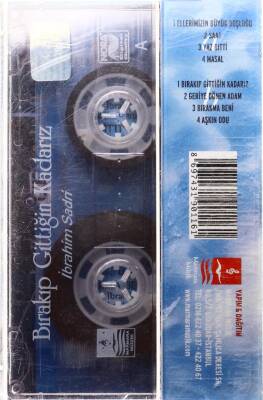 A
Bırakıp Gittiğin Kadarız
İbrahim Sadri
1 ELLERİMİZİN BÜYÜK BOŞLUĞU
2 SAAT
3 YAZ BİTTİ
4 MASAL
1 BIRAKIP GİTTİĞİN KADARIZ
2 GERİYE DÖNEN ADAM
3 BIRAKMA BENİ
4 AŞKIN ODU
8 697431 901161
YAPIM & DAĞITIM